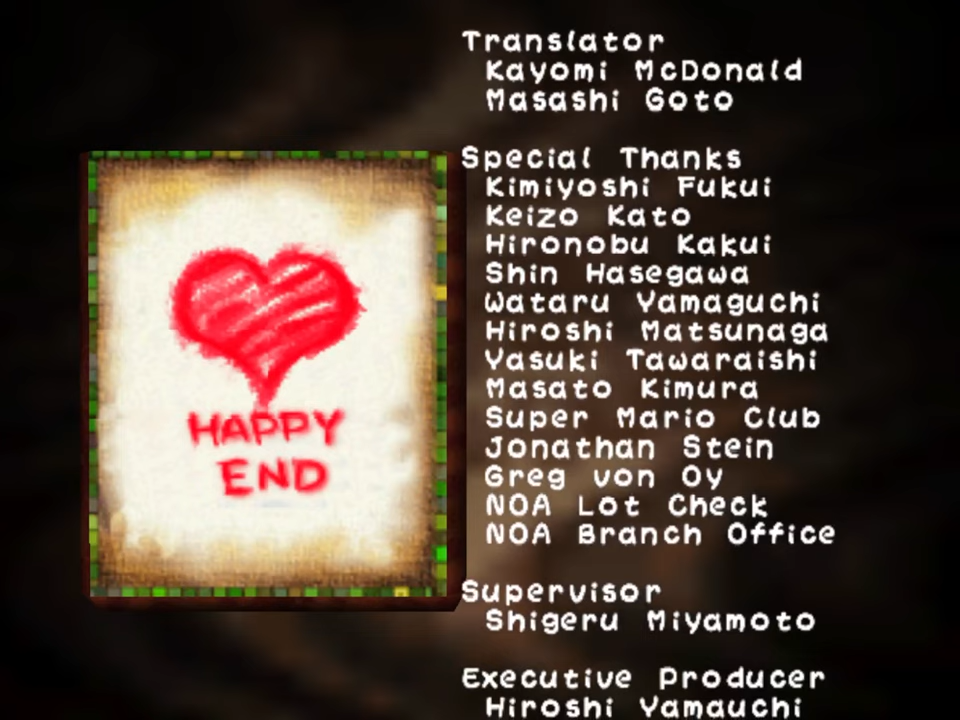 Translator
Kayomi McDonald
Masashi Goto
Special Thanks
Kimiyoshi Fukui
Keizo Kato
Hironobu Kakui
Shin Hasegawa
Wataru Yamaguchi
Hiroshi Matsunaga
Yasuki Tawaraishi
Masato Kimura
Super Mario Club
Jonathan Stein
Greg von Oy
NOA Lot Check
NOA Branch Office
HAPPY
END
Supervisor
Shigeru Miyamoto
Executive Producer
Hiroshi Yamauchi